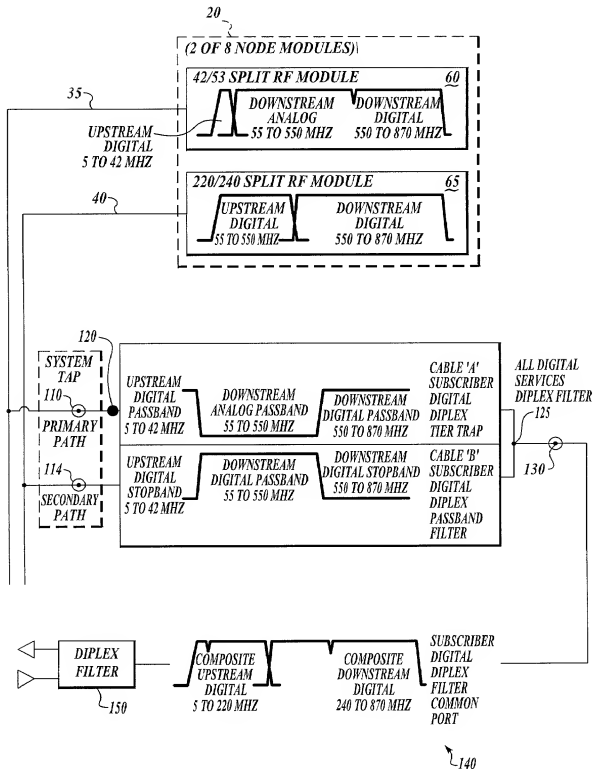 20
(2 OF 8 NODE MODULES)\
42/53 SPLIT RF MODULE
60
35
DOWNSTREAM
ANALOG
55 TO 550 MHZ
DOWNSTREAM
DIGITAL
550 TO 870 MHZ
UPSTREAM
DIGITAL
5 TO 42 MHZ
220/240 SPLIT RF MODULE
65
40
UPSTREAM
DIGITAL
55 TO 550 MHZ
DOWNSTREAM
DIGITAL
550 TO 870 MHZ
120
SYSTEM
TAP
110
PRIMARY
PATH
114
SECONDARY
PATH
UPSTREAM
DIGITAL
PASSBAND
5 TO 42 MHZ
DOWNSTREAM
ANALOG PASSBAND
55 TO 550 MHZ
DOWNSTREAM
DIGITAL PASSBAND
550 TO 870 MHZ
CABLE 'A'
SUBSCRIBER
DIGITAL
DIPLEX
TIER TRAP
ALL DIGITAL
SERVICES
DIPLEX FILTER
125
130
UPSTREAM
DIGITAL
STOPBAND
5 TO 42 MHZ
DOWNSTREAM
DIGITAL PASSBAND
55 TO 550 MHZ
DOWNSTREAM
DIGITAL STOPBAND
550 TO 870 MHZ
CABLE 'B'
SUBSCRIBER
DIGITAL
DIPLEX
PASSBAND
FILTER
DIPLEX
FILTER
150
COMPOSITE
UPSTREAM
DIGITAL
5 TO 220 MHZ
COMPOSITE
DOWNSTREAM
DIGITAL
240 TO 870 MHZ
SUBSCRIBER
DIGITAL
DIPLEX
FILTER
COMMON
PORT
140